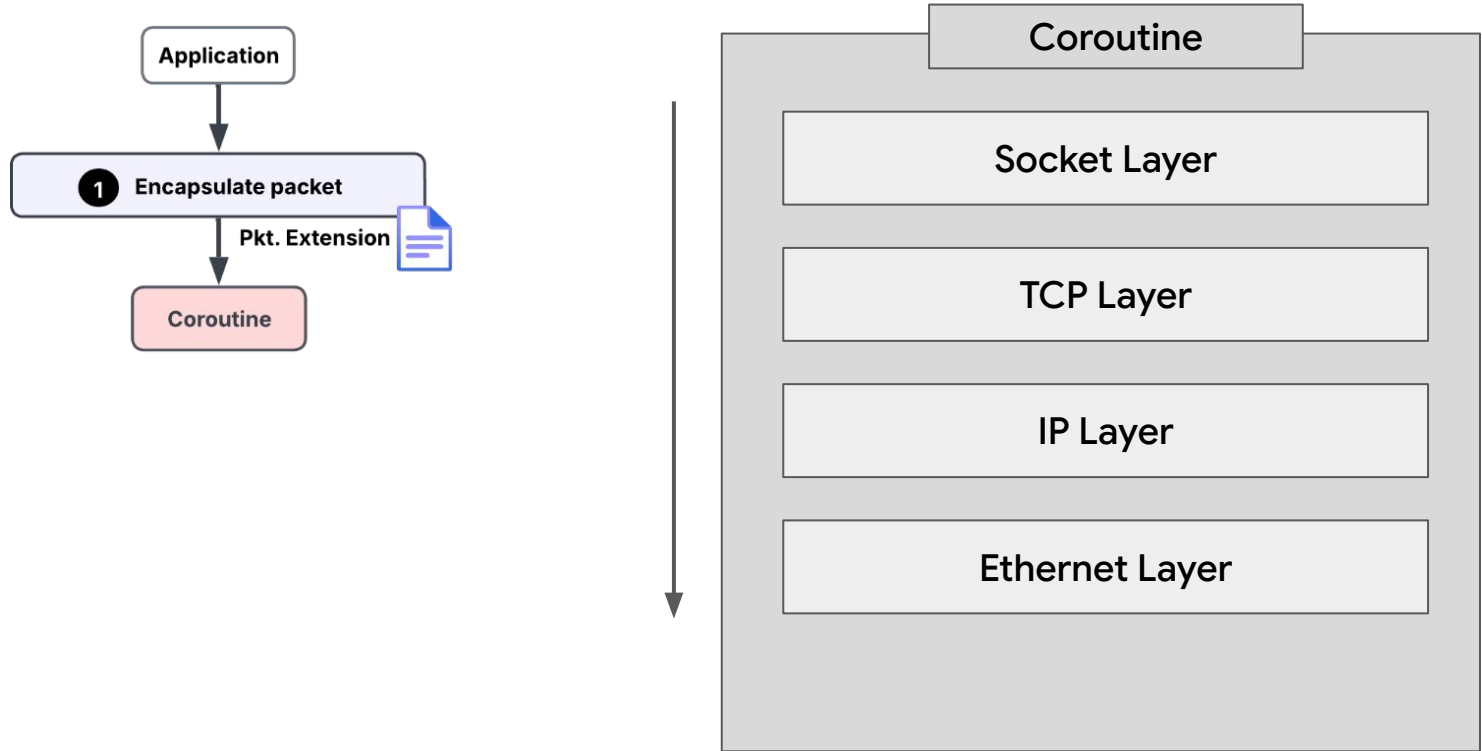 Application
1 Encapsulate packet
Pkt. Extension
Coroutine
Coroutine
Socket Layer
TCP Layer
IP Layer
Ethernet Layer